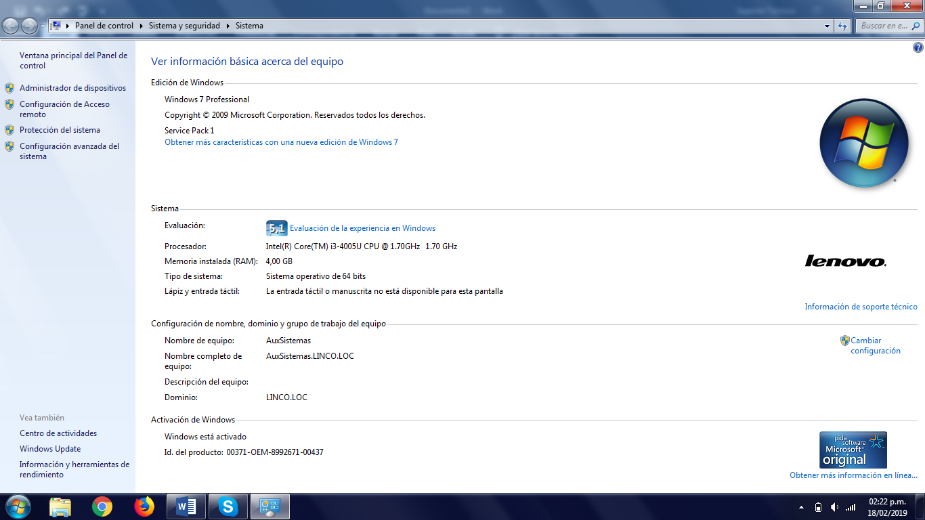 Panel de control ▸ Sistema y seguridad ▸ Sistema
Buscar en e...
Ventana principal del Panel de
control
Administrador de dispositivos
Configuración de Acceso
remoto
Protección del sistema
Configuración avanzada del
sistema
Ver información básica acerca del equipo
Edición de Windows
Windows 7 Professional
Copyright © 2009 Microsoft Corporation. Reservados todos los derechos.
Service Pack 1
Obtener más características con una nueva edición de Windows 7
Sistema
Evaluación: 5,1 Evaluación de la experiencia en Windows
Procesador: Intel(R) Core(TM) i3-4005U CPU @ 1.70GHz 1.70 GHz
Memoria instalada (RAM): 4,00 GB
Tipo de sistema: Sistema operativo de 64 bits
Lápiz y entrada táctil: La entrada táctil o manuscrita no está disponible para esta pantalla
lenovo.
Información de soporte técnico
Configuración de nombre, dominio y grupo de trabajo del equipo
Nombre de equipo: AuxSistemas
Nombre completo de
equipo:
AuxSistemas.LINCO.LOC
Descripción del equipo:
Dominio: LINCO.LOC
Cambiar
configuración
Activación de Windows
Windows está activado
Id. del producto: 00371-OEM-8992671-00437
pida
software
Microsoft
original
Obtener más información en línea...
Vea también
Centro de actividades
Windows Update
Información y herramientas de
rendimiento
02:22 p.m.
18/02/2019